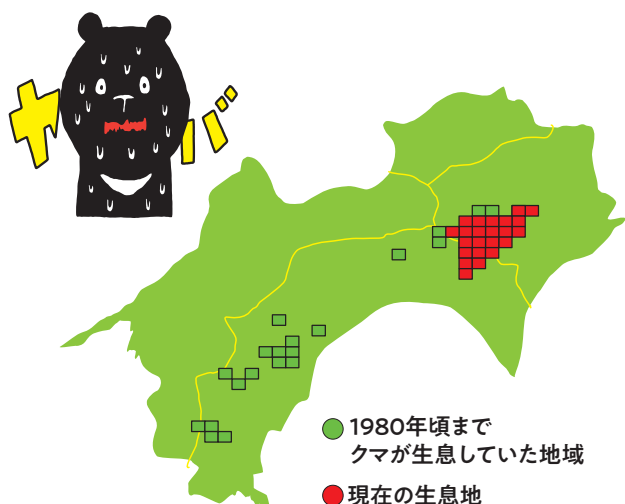 ヤバ
1980年頃まで
クマが生息していた地域
現在の生息地